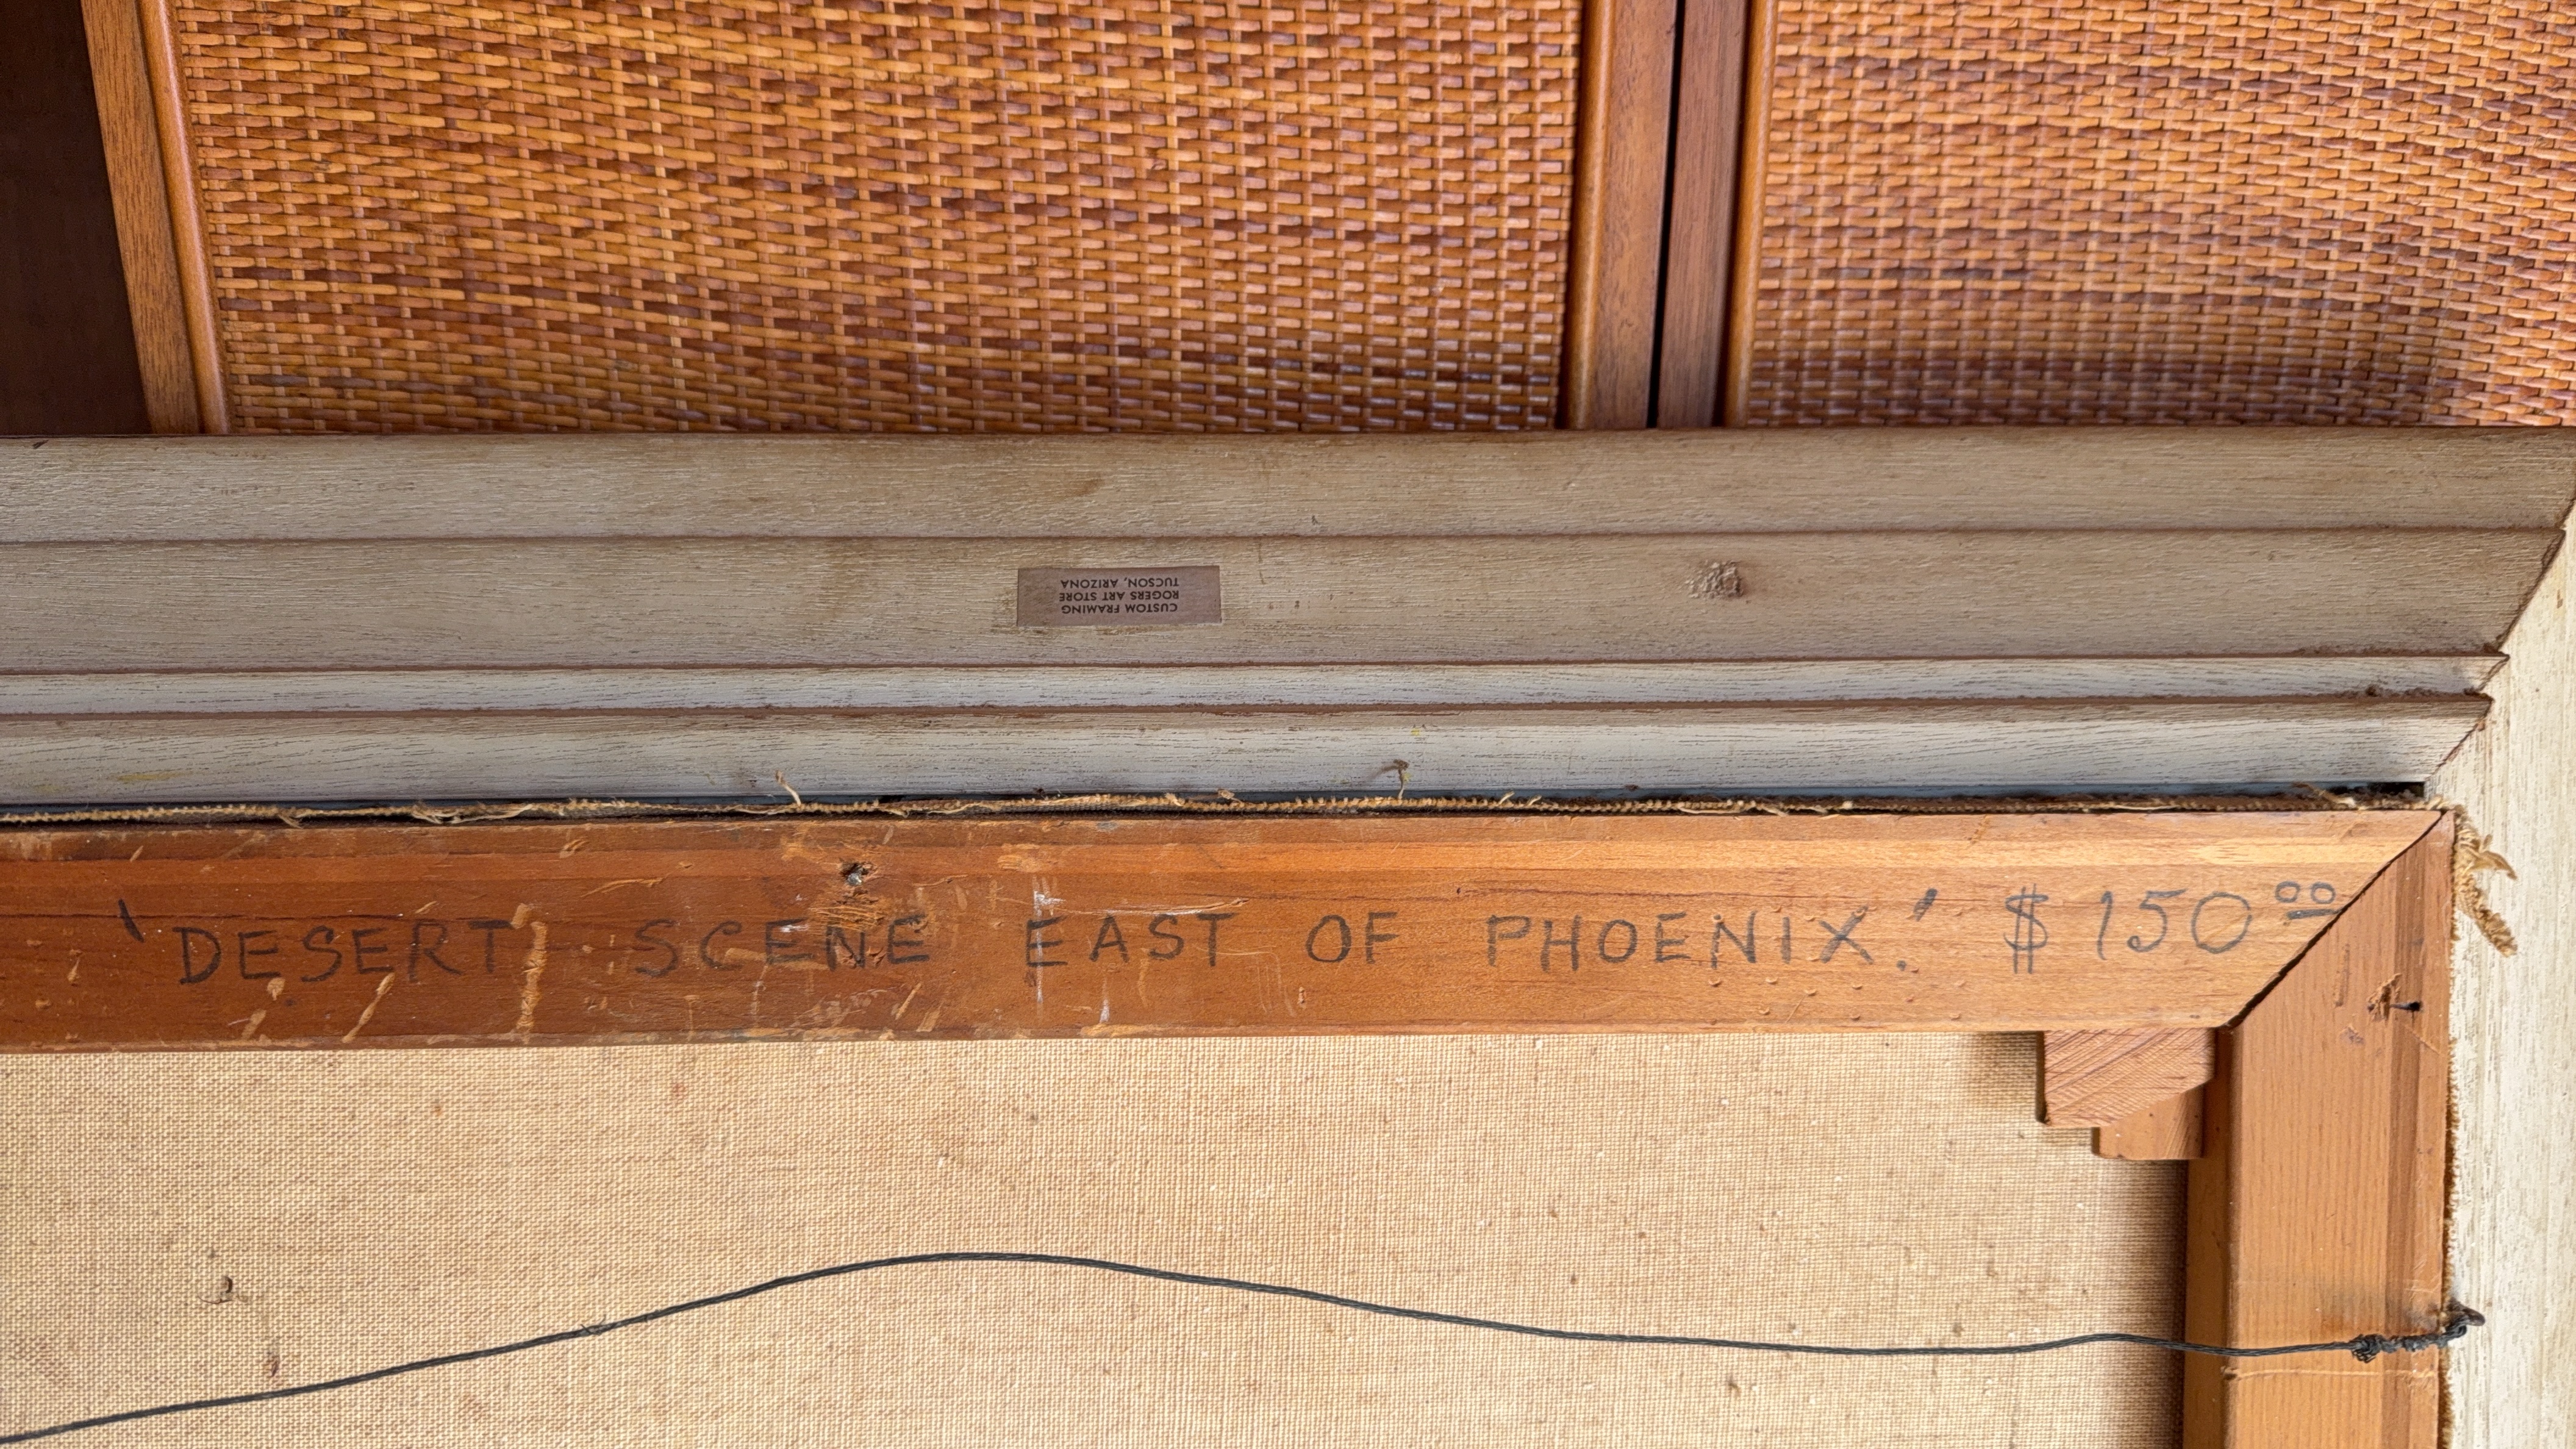 CUSTOM FRAMING
ROGERS ART STORE
TUCSON, ARIZONA
'DESERT SCENE EAST OF PHOENIX.' $150.00